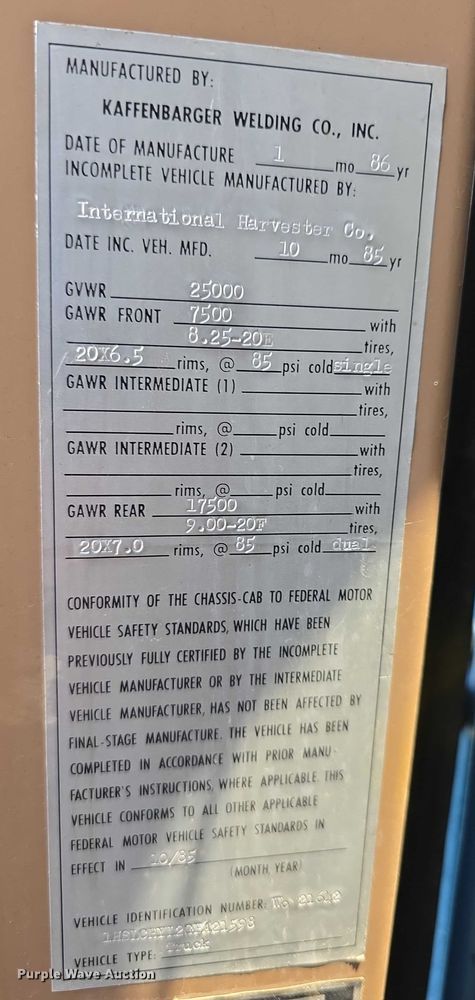 MANUFACTURED BY:
KAFFENBARGER WELDING CO., INC.
DATE OF MANUFACTURE 1 mo 86 yr
INCOMPLETE VEHICLE MANUFACTURED BY:
International Harvester Co.
DATE INC. VEH. MFD. 10 mo 85 yr
GVWR 25000
GAWR FRONT 7500 with
8.25-20E tires,
20X6.5 rims, @ 85 psi cold single
GAWR INTERMEDIATE (1) with
tires,
rims, @ psi cold
GAWR INTERMEDIATE (2) with
tires,
rims, @ psi cold
GAWR REAR 17500 with
9.00-20F tires,
20X7.0 rims, @ 85 psi cold dual
CONFORMITY OF THE CHASSIS-CAB TO FEDERAL MOTOR
VEHICLE SAFETY STANDARDS, WHICH HAVE BEEN
PREVIOUSLY FULLY CERTIFIED BY THE INCOMPLETE
VEHICLE MANUFACTURER OR BY THE INTERMEDIATE
VEHICLE MANUFACTURER, HAS NOT BEEN AFFECTED BY
FINAL-STAGE MANUFACTURE. THE VEHICLE HAS BEEN
COMPLETED IN ACCORDANCE WITH PRIOR MANU-
FACTURER'S INSTRUCTIONS, WHERE APPLICABLE. THIS
VEHICLE CONFORMS TO ALL OTHER APPLICABLE
FEDERAL MOTOR VEHICLE SAFETY STANDARDS IN
EFFECT IN 10/85
(MONTH, YEAR)
VEHICLE IDENTIFICATION NUMBER:
VEHICLE TYPE: Truck
Purple Wave Auction